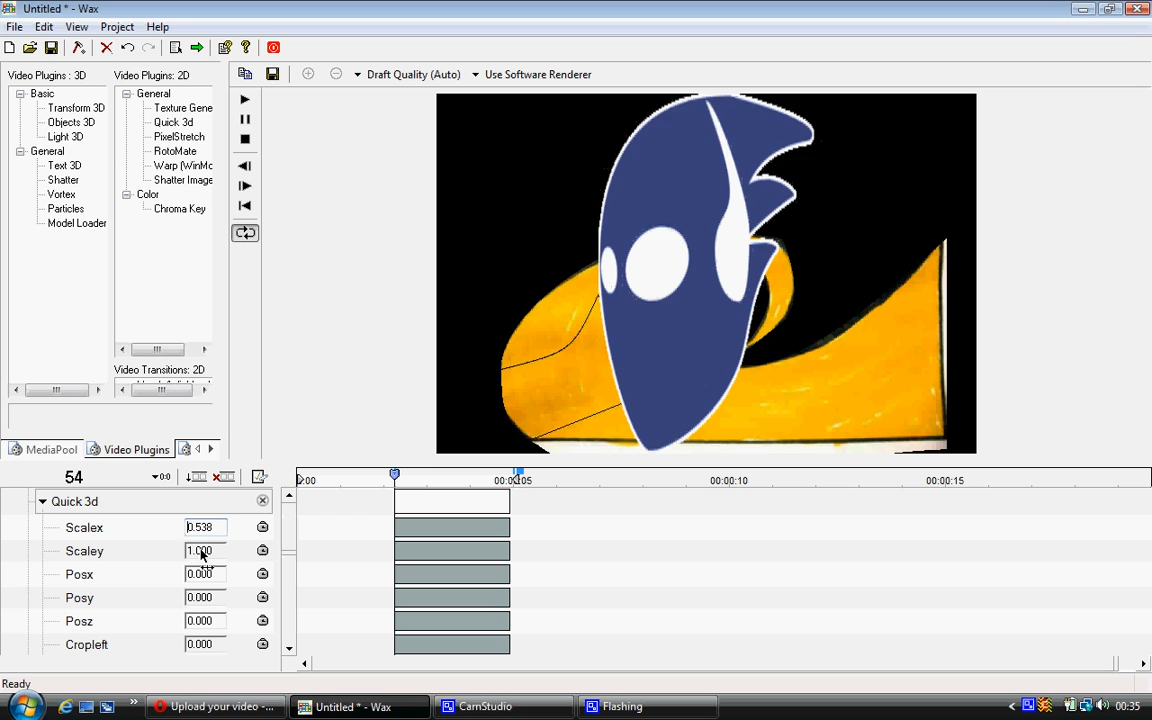 Untitled * - Wax
File Edit View Project Help
Video Plugins : 3D
Video Plugins: 2D
Draft Quality (Auto)
Use Software Renderer
Basic
Transform 3D
Objects 3D
Light 3D
General
Text 3D
Shatter
Vortex
Particles
Model Loader
General
Texture Gene
Quick 3d
PixelStretch
RotoMate
Warp (WinMo
Shatter Image
Color
Chroma Key
Video Transitions: 2D
MediaPool
Video Plugins
54
:00
00:00:05
00:00:10
00:00:15
Quick 3d
Scalex 0.538
Scaley 1.000
Posx 0.000
Posy 0.000
Posz 0.000
Cropleft 0.000
Ready
Upload your video -...
Untitled * - Wax
CamStudio
Flashing
00:35